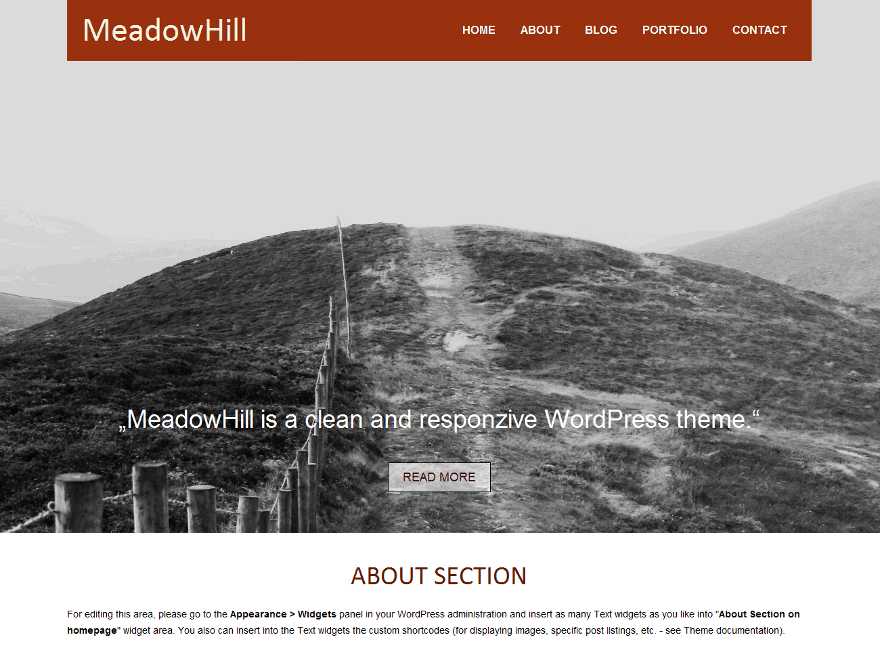 MeadowHill
HOME ABOUT BLOG PORTFOLIO CONTACT
„MeadowHill is a clean and responzive WordPress theme.“
READ MORE
ABOUT SECTION
For editing this area, please go to the Appearance > Widgets panel in your WordPress administration and insert as many Text widgets as you like into "About Section on
homepage" widget area. You also can insert into the Text widgets the custom shortcodes (for displaying images, specific post listings, etc. - see Theme documentation).